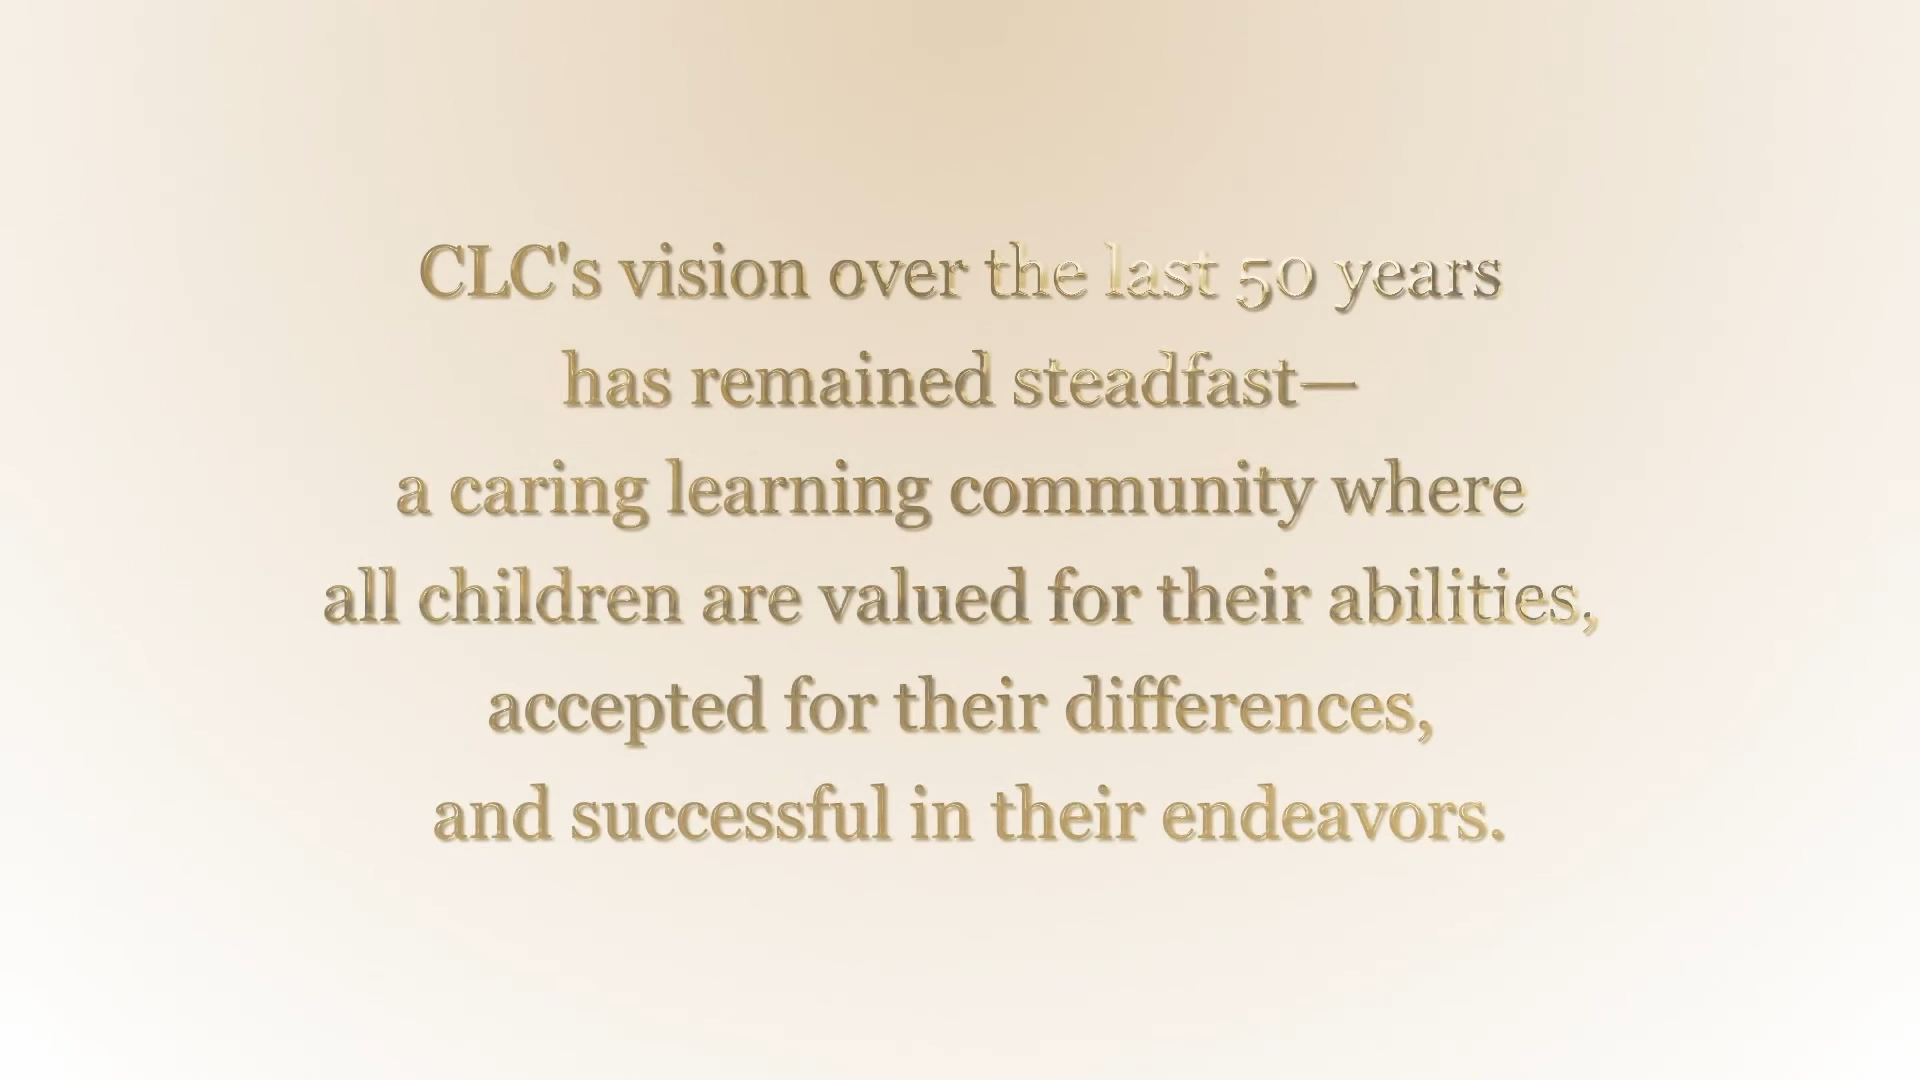 CLC's vision over the last 50 years
has remained steadfast—
a caring learning community where
all children are valued for their abilities,
accepted for their differences,
and successful in their endeavors.